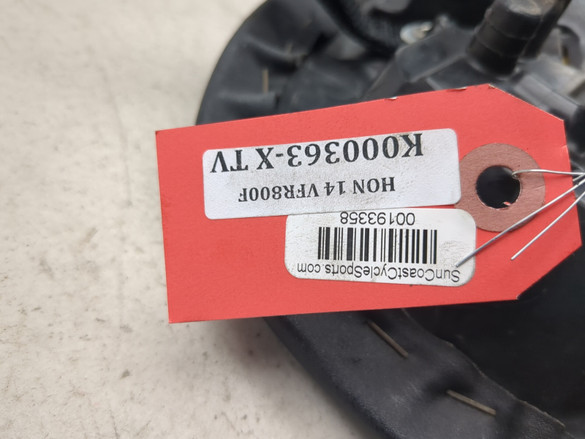 SunCoastCycleSports.com
00193358
HON 14 VFR800F
K000363-X TV